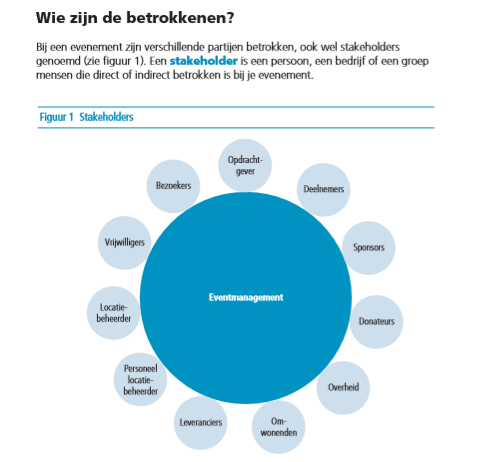 Wie zijn de betrokkenen?
Bij een evenement zijn verschillende partijen betrokken, ook wel stakeholders
genoemd (zie figuur 1). Een stakeholder is een persoon, een bedrijf of een groep
mensen die direct of indirect betrokken is bij je evenement.
Figuur 1 Stakeholders
Opdracht-
gever
Deelnemers
Sponsors
Donateurs
Overheid
Om-
wonenden
Leveranciers
Personeel
locatie-
beheerder
Locatie-
beheerder
Vrijwilligers
Bezoekers
Eventmanagement